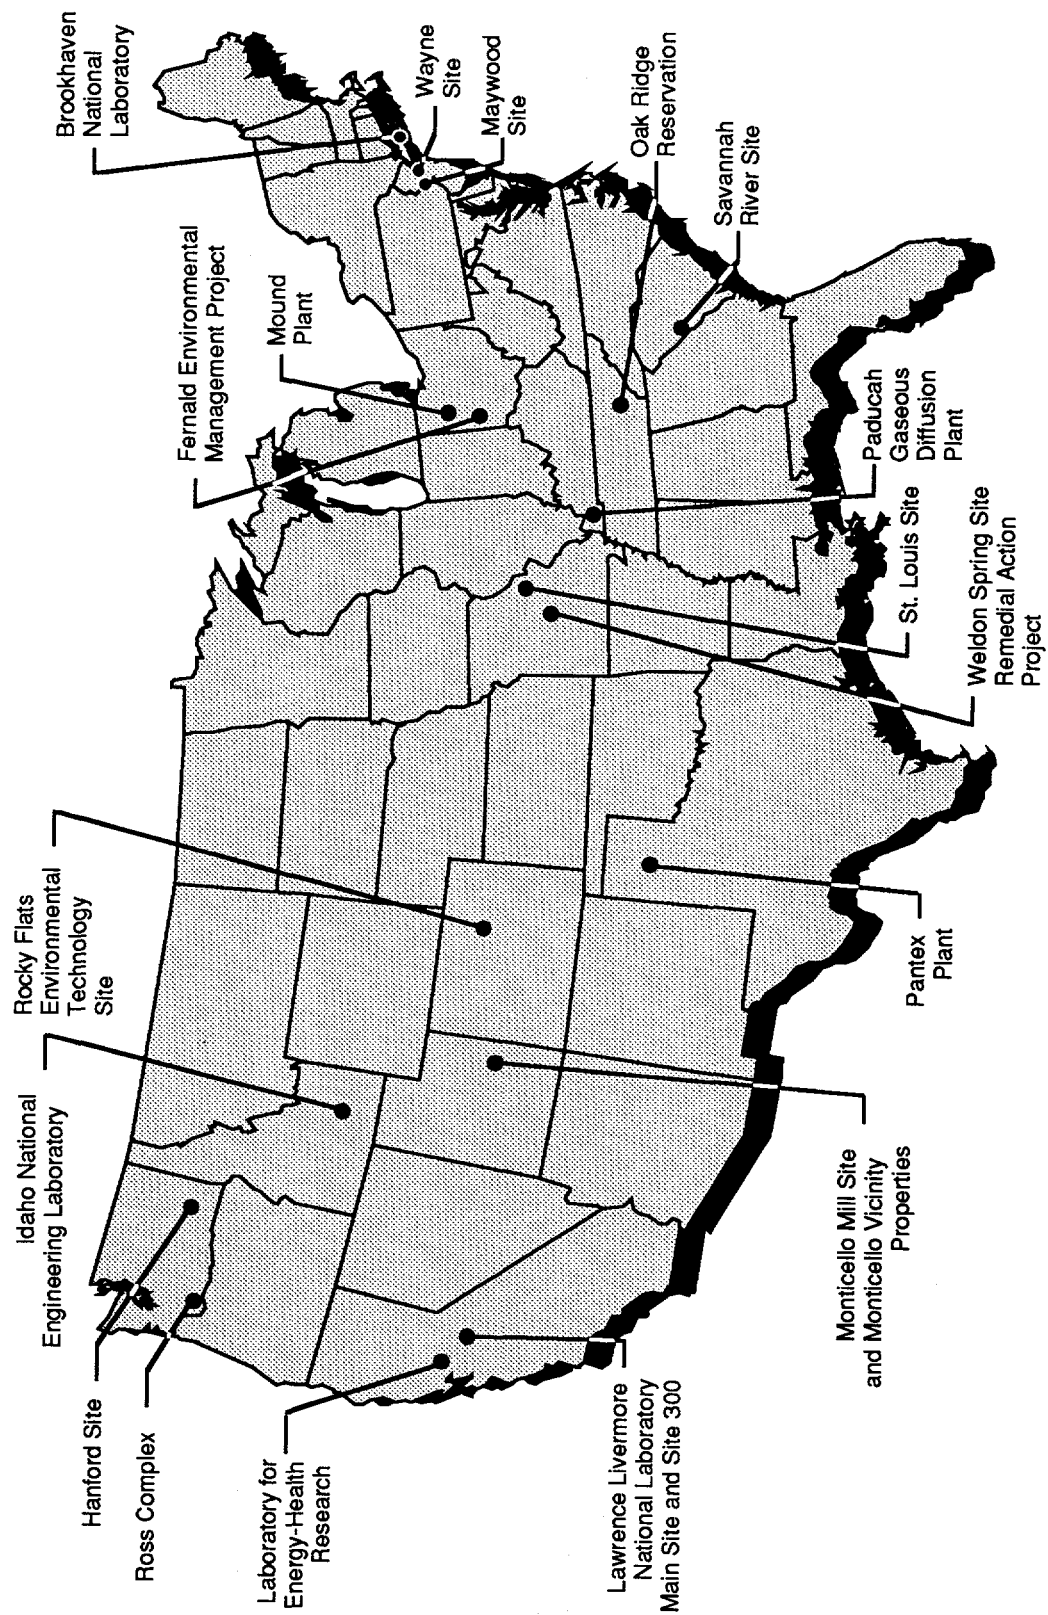 Hanford Site
Ross Complex
Laboratory for
Energy-Health
Research
Lawrence Livermore
National Laboratory
Main Site and Site 300
Idaho National
Engineering Laboratory
Rocky Flats
Environmental
Technology
Site
Monticello Mill Site
and Monticello Vicinity
Properties
Pantex
Plant
Weldon Spring Site
Remedial Action
Project
St. Louis Site
Paducah
Gaseous
Diffusion
Plant
Fernald Environmental
Management Project
Mound
Plant
Brookhaven
National
Laboratory
Wayne
Site
Maywood
Site
Oak Ridge
Reservation
Savannah
River Site